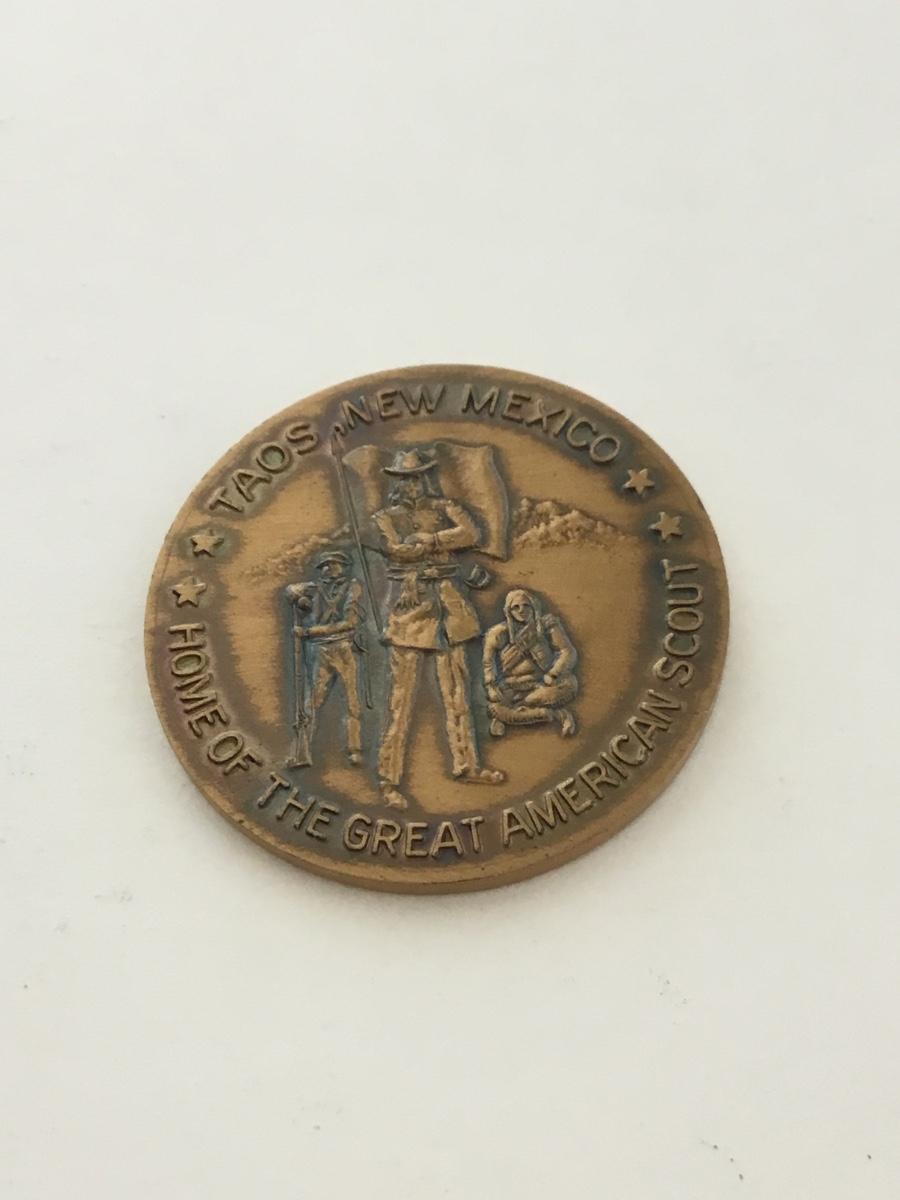 TAOS, NEW MEXICO
HOME OF THE GREAT AMERICAN SCOUT